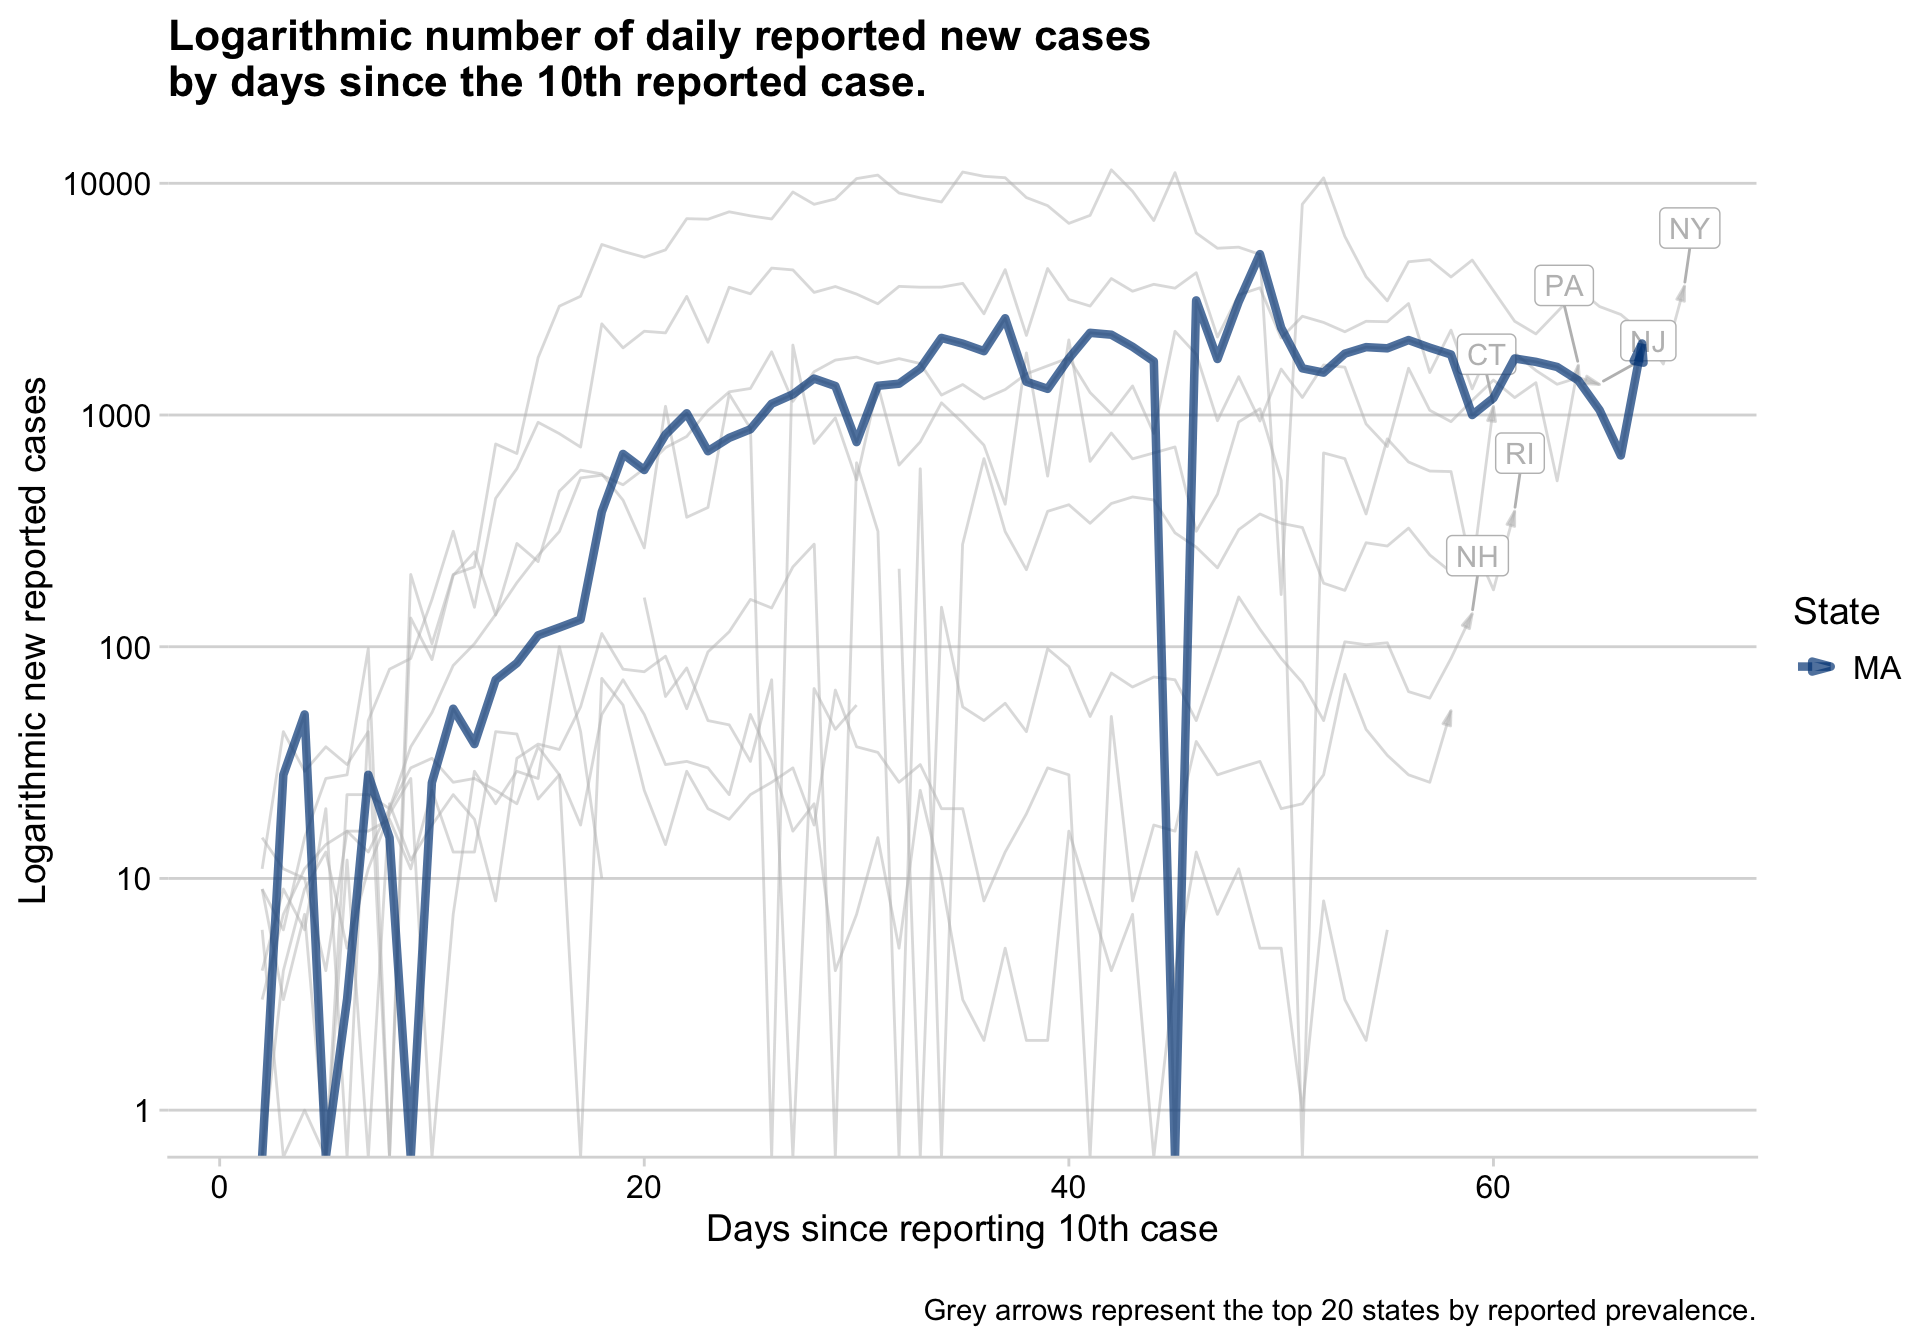 Logarithmic number of daily reported new cases
by days since the 10th reported case.
Logarithmic new reported cases
10000
1000
100
10
1
NY
PA
NJ
CT
RI
NH
State
MA
0
20
40
60
Days since reporting 10th case
Grey arrows represent the top 20 states by reported prevalence.